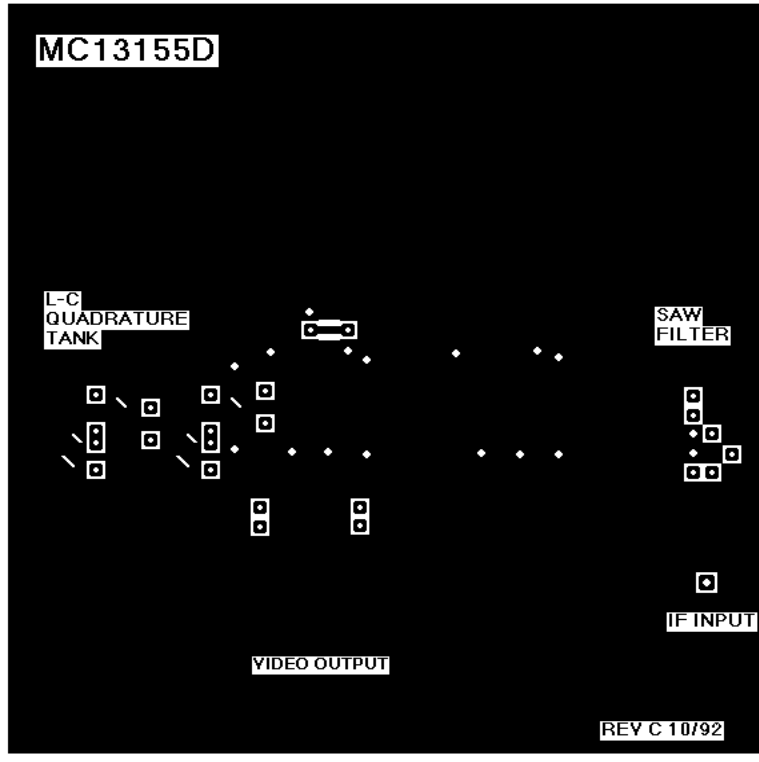 MC13155D
L-C
QUADRATURE
TANK
SAW
FILTER
IF INPUT
VIDEO OUTPUT
REV C 10/92